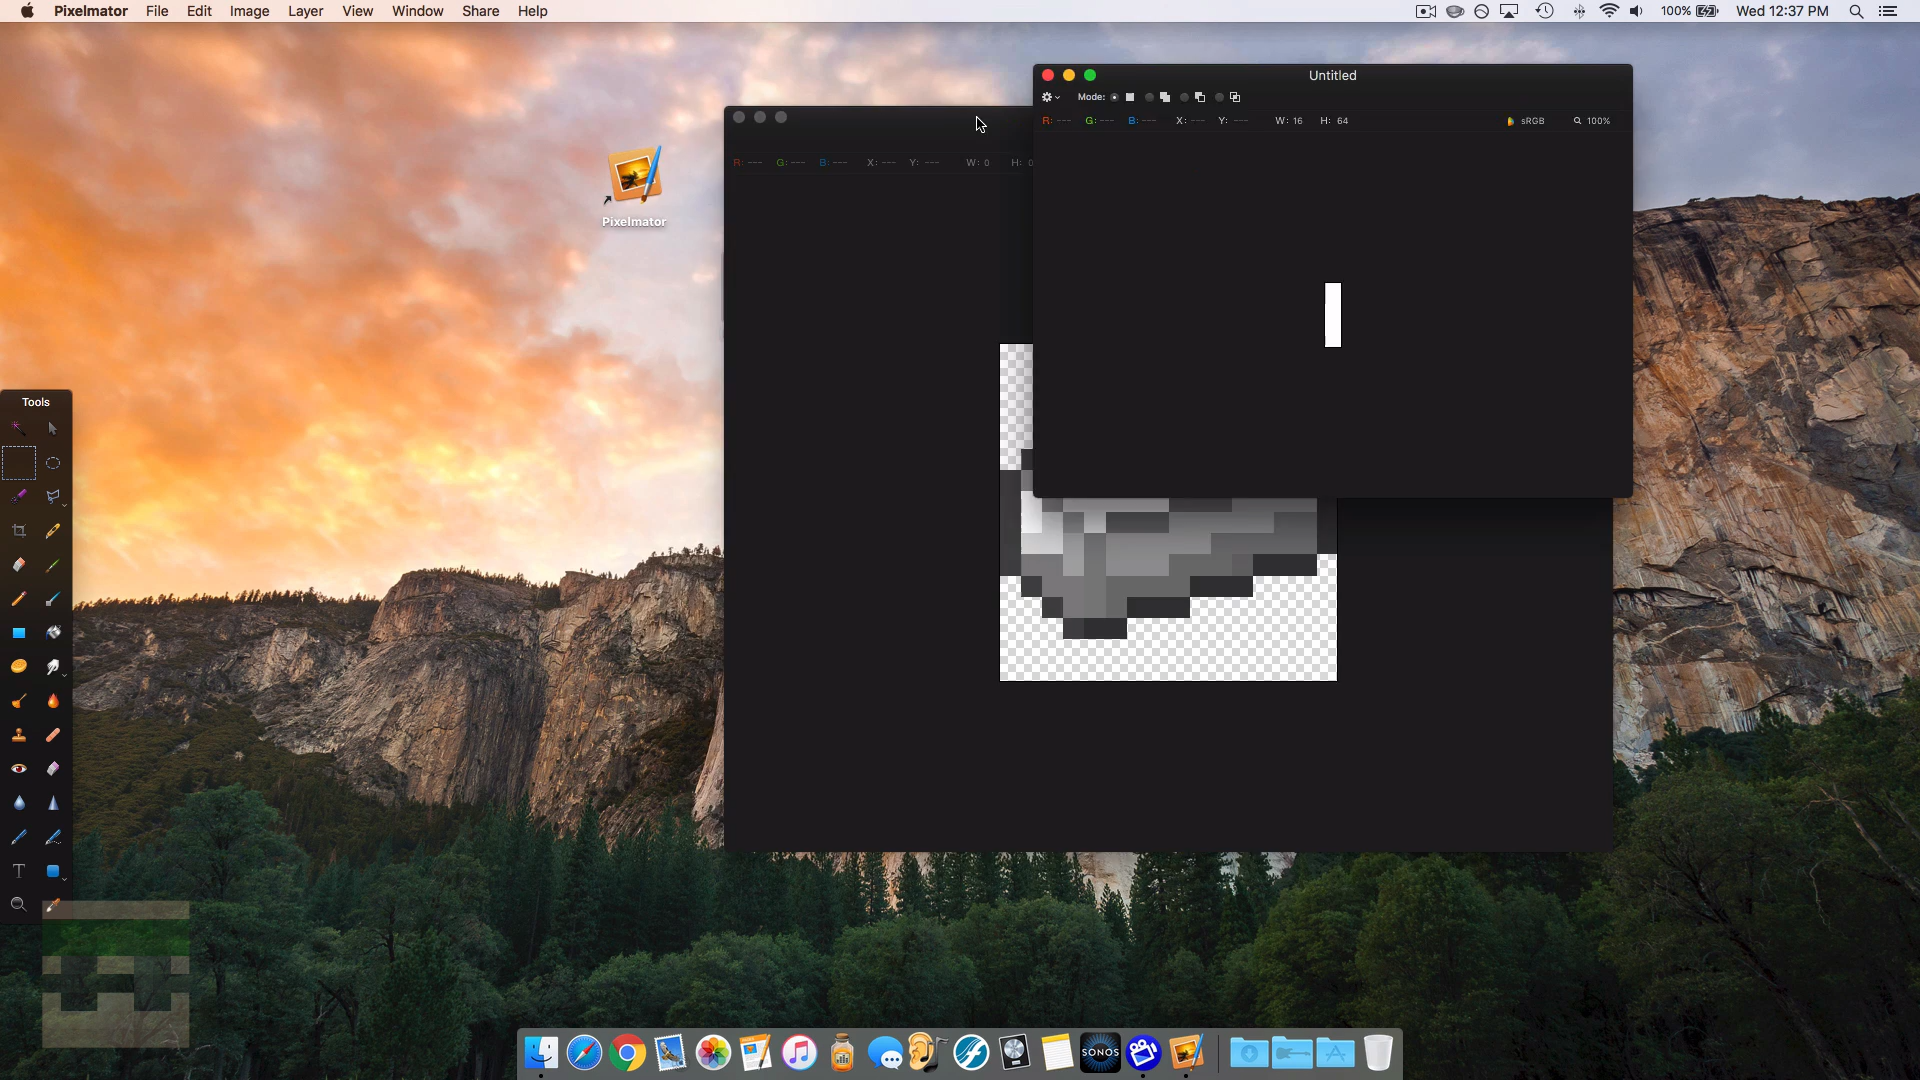 Pixelmator File Edit Image Layer View Window Share Help 100% Wed 12:37 PM
Untitled
Mode:
R: --- G: --- B: --- X: --- Y: --- W: 16 H: 64 sRGB 100%
R: --- G: --- B: --- X: --- Y: --- W: 0 H: 0
Pixelmator
Tools
T
SONOS